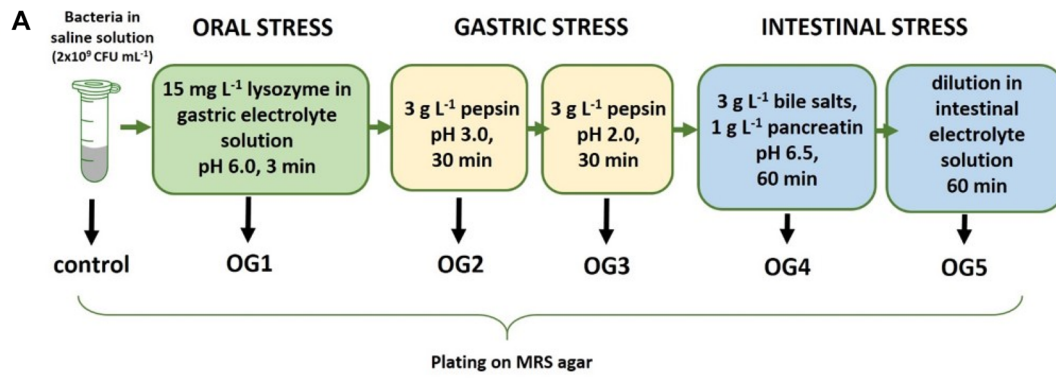 A
Bacteria in
saline solution
(2x10⁹ CFU mL⁻¹)
ORAL STRESS
GASTRIC STRESS
INTESTINAL STRESS
15 mg L⁻¹ lysozyme in
gastric electrolyte
solution
pH 6.0, 3 min
3 g L⁻¹ pepsin
pH 3.0,
30 min
3 g L⁻¹ pepsin
pH 2.0,
30 min
3 g L⁻¹ bile salts,
1 g L⁻¹ pancreatin
pH 6.5,
60 min
dilution in
intestinal
electrolyte
solution
60 min
control
OG1
OG2
OG3
OG4
OG5
Plating on MRS agar